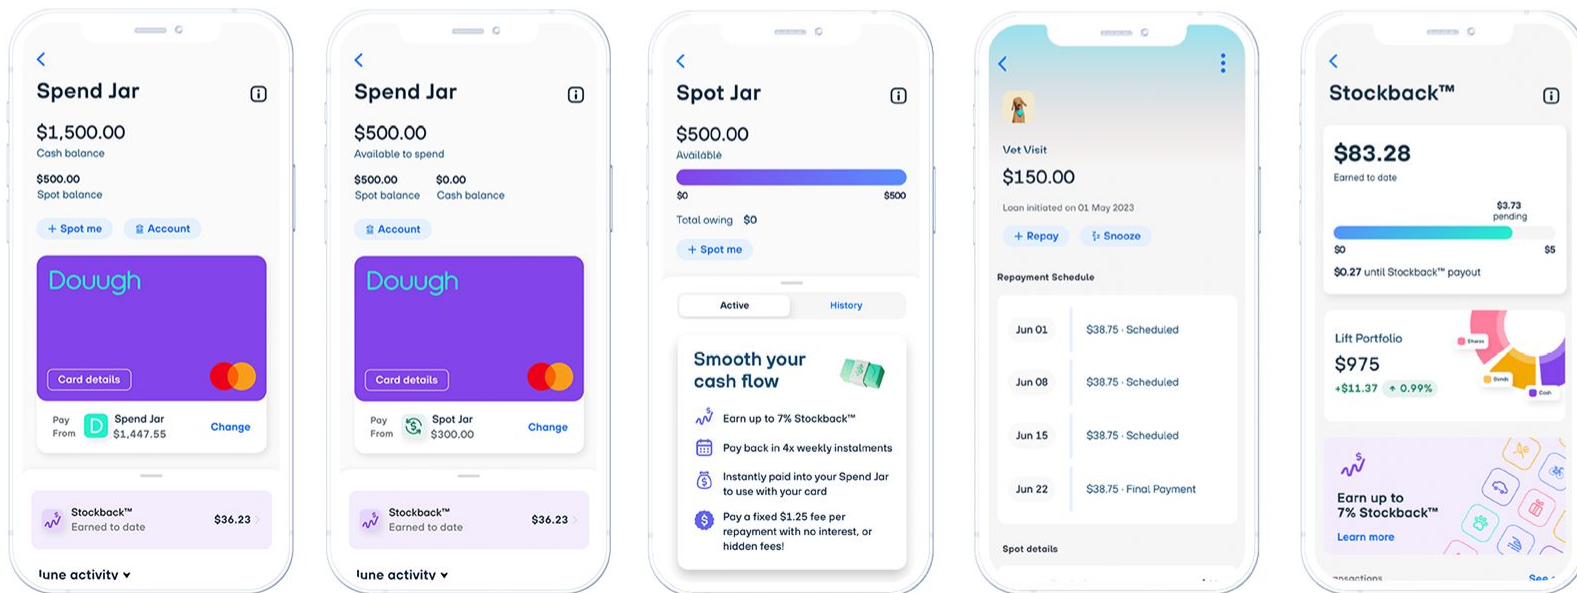 Spend Jar
$1,500.00
Cash balance
$500.00
Spot balance
+ Spot me
Account
Douugh
Card details
Pay From
Spend Jar
$1,447.55
Change
Stockback™
Earned to date
$36.23
June activity
Spend Jar
$500.00
Available to spend
$500.00 $0.00
Spot balance Cash balance
Account
Douugh
Card details
Pay From
Spot Jar
$300.00
Change
Stockback™
Earned to date
$36.23
June activity
Spot Jar
$500.00
Available
$0 $500
Total owing $0
+ Spot me
Active History
Smooth your
cash flow
Earn up to 7% Stockback™
Pay back in 4x weekly instalments
Instantly paid into your Spend Jar
to use with your card
Pay a fixed $1.25 fee per
repayment with no interest, or
hidden fees!
Vet Visit
$150.00
Loan initiated on 01 May 2023
+ Repay
Snooze
Repayment Schedule
Jun 01 $38.75 · Scheduled
Jun 08 $38.75 · Scheduled
Jun 15 $38.75 · Scheduled
Jun 22 $38.75 · Final Payment
Spot details
Stockback™
$83.28
Earned to date
$3.73
pending
$0 $5
$0.27 until Stockback™ payout
Lift Portfolio
$975
+$11.37 ↑ 0.99%
Shares
Bonds
Cash
Earn up to
7% Stockback™
Learn more
See